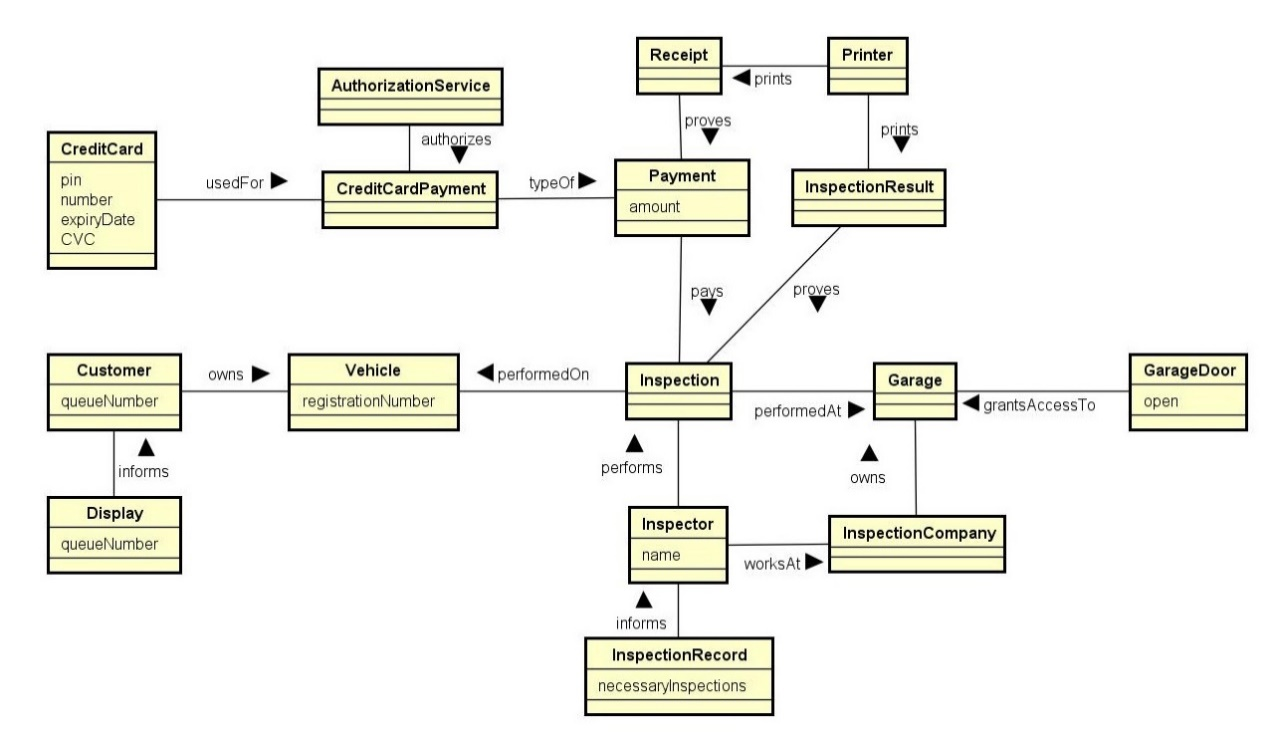 Receipt
Printer
prints
AuthorizationService
authorizes
proves
prints
CreditCard
pin
number
expiryDate
CVC
usedFor
CreditCardPayment
typeOf
Payment
amount
InspectionResult
pays
proves
Customer
queueNumber
owns
Vehicle
registrationNumber
performedOn
Inspection
performedAt
Garage
grantsAccessTo
GarageDoor
open
informs
performs
owns
Display
queueNumber
Inspector
name
worksAt
InspectionCompany
informs
InspectionRecord
necessaryInspections